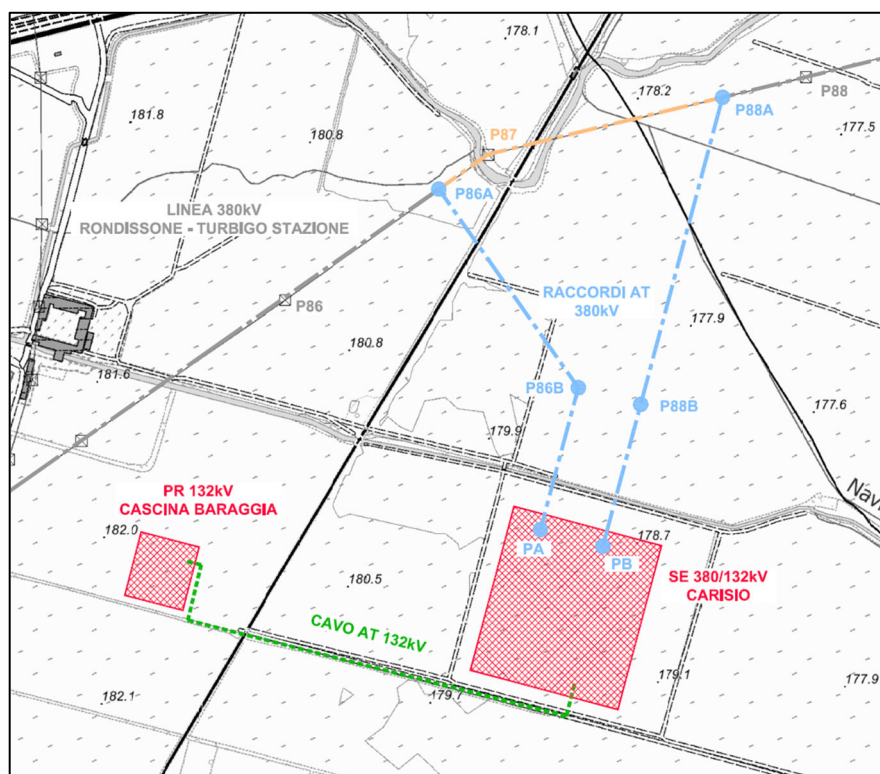 178.1
181.8
180.8
178.2
P88
P88A
177.5
P87
P86A
LINEA 380kV
RONDISSONE - TURBIGO STAZIONE
P86
RACCORDI AT
380kV
177.9
180.8
181.6
P86B
P88B
177.6
179.9
PR 132kV
CASCINA BARAGGIA
Navi
182.0
178.7
PA
PB
SE 380/132kV
CARISIO
180.5
CAVO AT 132kV
179.1
177.9
182.1
179.7